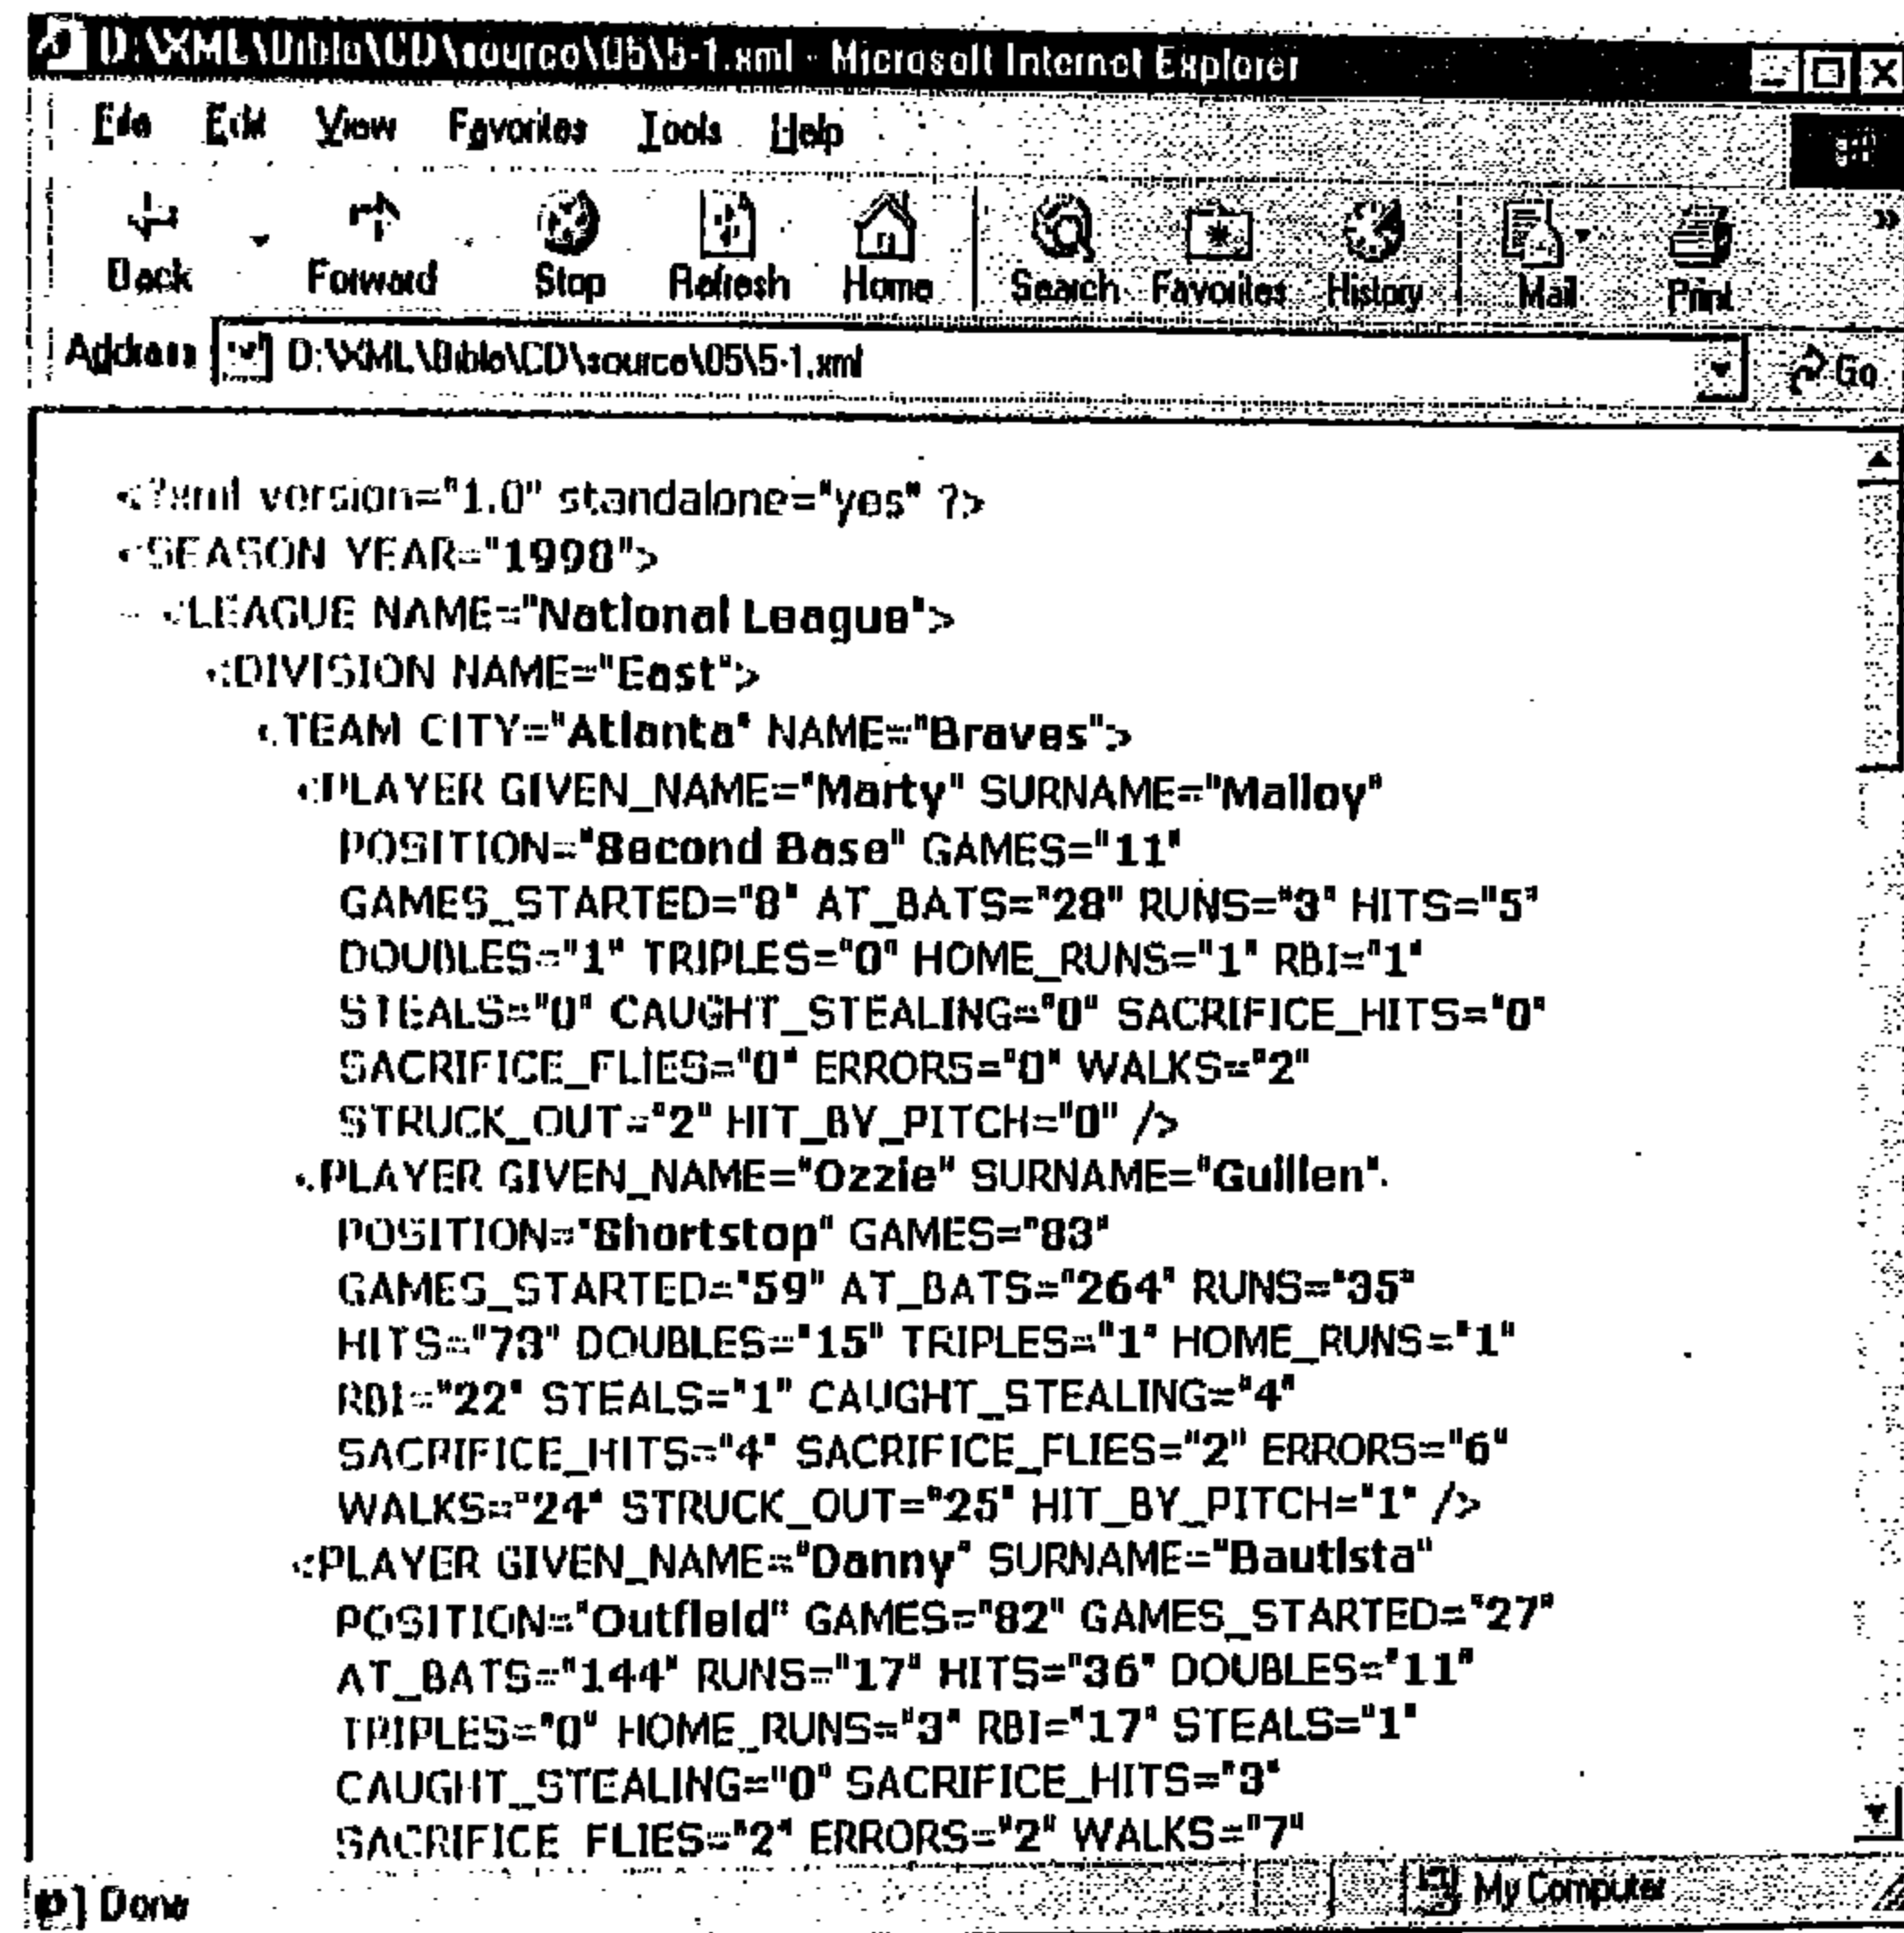 D:\XML\Bible\CD\source\05\5-1.xml - Microsoft Internet Explorer
File Edit View Favorites Tools Help
Back Forward Stop Refresh Home Search Favorites History Mail Print »
Address D:\XML\Bible\CD\source\05\5-1.xml Go
<?xml version="1.0" standalone="yes" ?>
<SEASON YEAR="1998">
- <LEAGUE NAME="National League">
<DIVISION NAME="East">
<TEAM CITY="Atlanta" NAME="Braves">
<PLAYER GIVEN_NAME="Marty" SURNAME="Malloy"
POSITION="Second Base" GAMES="11"
GAMES_STARTED="8" AT_BATS="28" RUNS="3" HITS="5"
DOUBLES="1" TRIPLES="0" HOME_RUNS="1" RBI="1"
STEALS="0" CAUGHT_STEALING="0" SACRIFICE_HITS="0"
SACRIFICE_FLIES="0" ERRORS="0" WALKS="2"
STRUCK_OUT="2" HIT_BY_PITCH="0" />
<PLAYER GIVEN_NAME="Ozzie" SURNAME="Guillen"
POSITION="Shortstop" GAMES="83"
GAMES_STARTED="59" AT_BATS="264" RUNS="35"
HITS="73" DOUBLES="15" TRIPLES="1" HOME_RUNS="1"
RBI="22" STEALS="1" CAUGHT_STEALING="4"
SACRIFICE_HITS="4" SACRIFICE_FLIES="2" ERRORS="6"
WALKS="24" STRUCK_OUT="25" HIT_BY_PITCH="1" />
<PLAYER GIVEN_NAME="Danny" SURNAME="Bautista"
POSITION="Outfield" GAMES="82" GAMES_STARTED="27"
AT_BATS="144" RUNS="17" HITS="36" DOUBLES="11"
TRIPLES="0" HOME_RUNS="3" RBI="17" STEALS="1"
CAUGHT_STEALING="0" SACRIFICE_HITS="3"
SACRIFICE_FLIES="2" ERRORS="2" WALKS="7"
Done My Computer